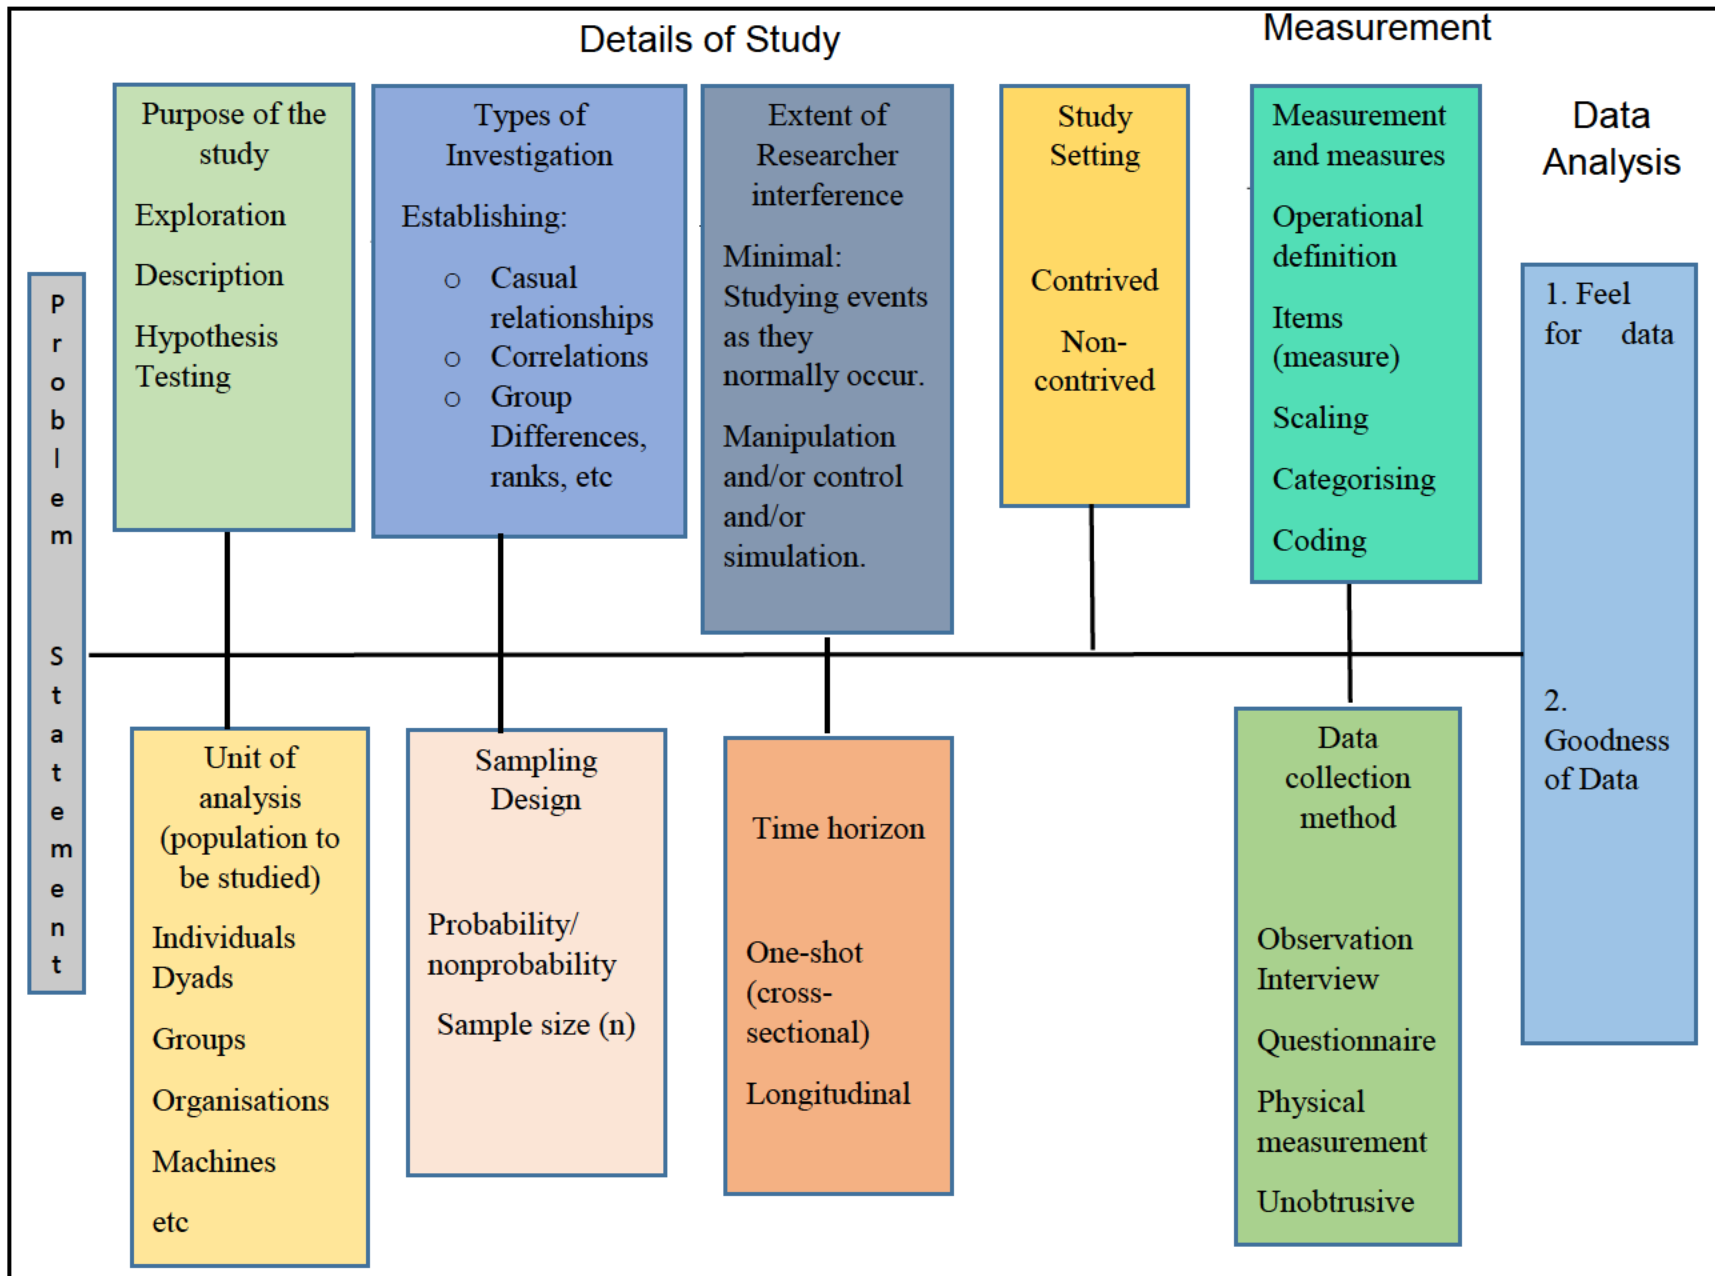 Details of Study
Measurement
Data
Analysis
Problem Statement
Purpose of the
study
Exploration
Description
Hypothesis
Testing
Types of
Investigation
Establishing:
o Casual
relationships
o Correlations
o Group
Differences,
ranks, etc
Extent of
Researcher
interference
Minimal:
Studying events
as they
normally occur.
Manipulation
and/or control
and/or
simulation.
Study
Setting
Contrived
Non-
contrived
Measurement
and measures
Operational
definition
Items
(measure)
Scaling
Categorising
Coding
1. Feel
for data
2.
Goodness
of Data
Unit of
analysis
(population to
be studied)
Individuals
Dyads
Groups
Organisations
Machines
etc
Sampling
Design
Probability/
nonprobability
Sample size (n)
Time horizon
One-shot
(cross-
sectional)
Longitudinal
Data
collection
method
Observation
Interview
Questionnaire
Physical
measurement
Unobtrusive